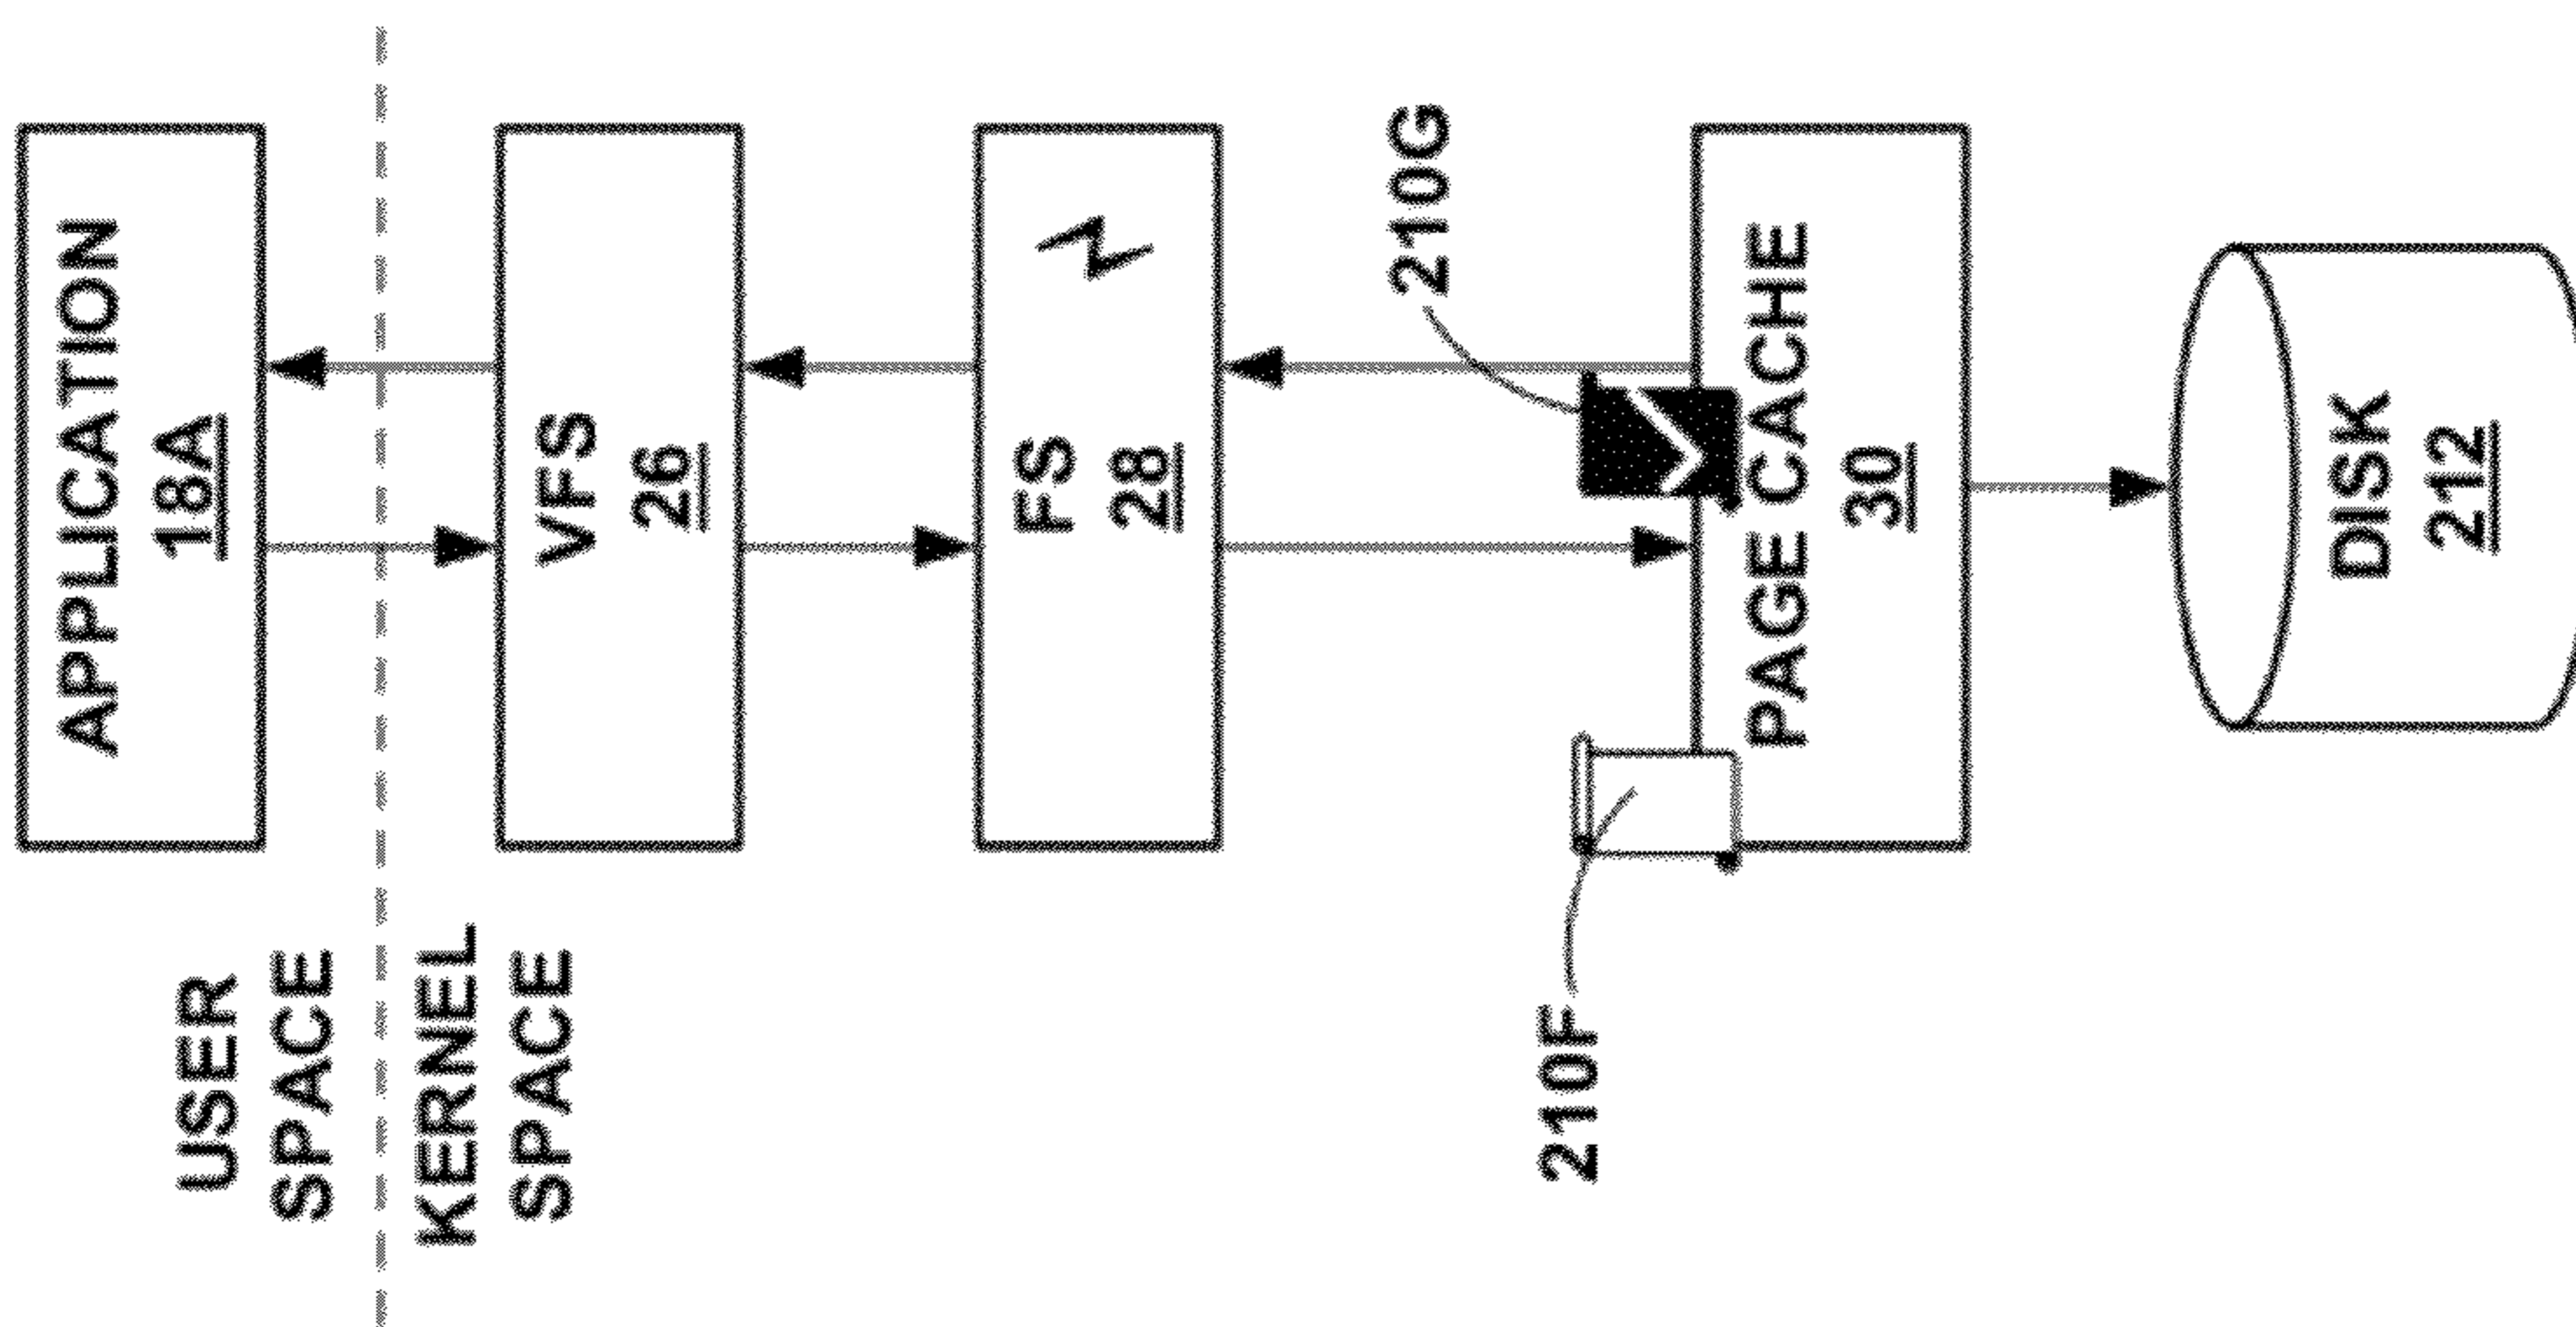 APPLICATION
18A
USER
SPACE
KERNEL
SPACE
VFS
26
FS
28
210G
210F
PAGE CACHE
30
DISK
212